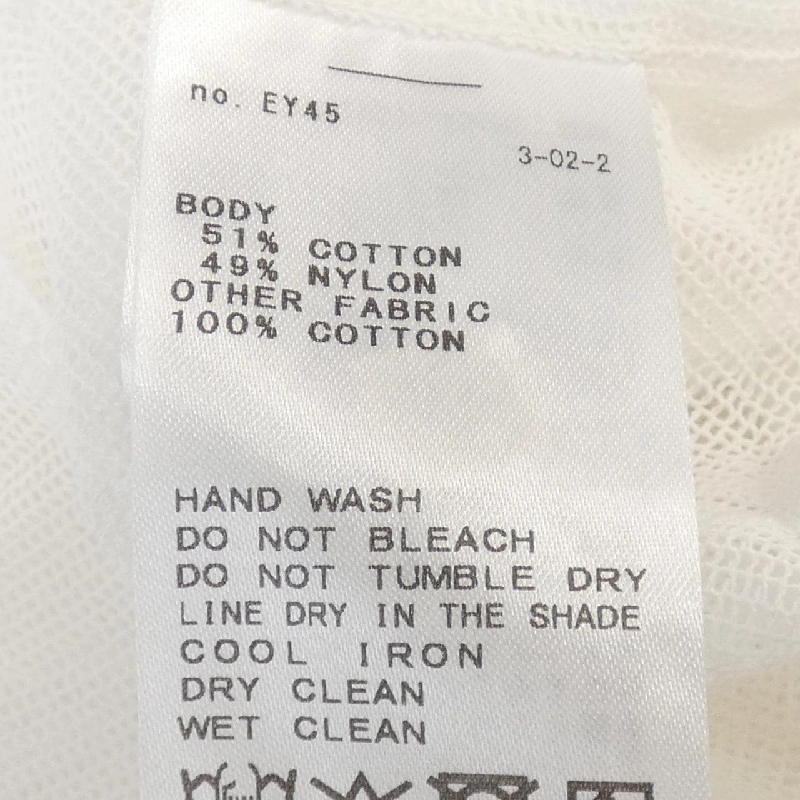 no. EY45
3-02-2
BODY
51% COTTON
49% NYLON
OTHER FABRIC
100% COTTON
HAND WASH
DO NOT BLEACH
DO NOT TUMBLE DRY
LINE DRY IN THE SHADE
COOL IRON
DRY CLEAN
WET CLEAN